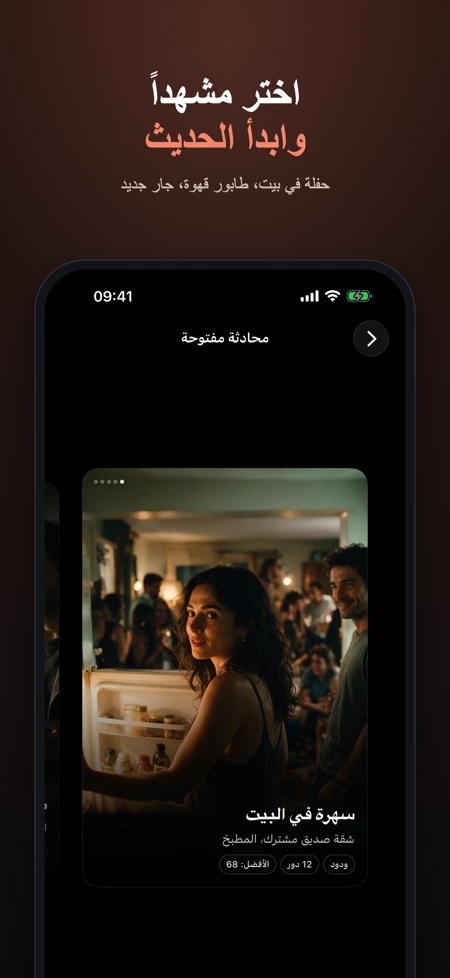 اختر مشهداً
وابدأ الحديث
حفلة في بيت، طابور قهوة، جار جديد
09:41
محادثة مفتوحة
سهرة في البيت
شقة صديق مشترك، المطبخ
ودود
12 دور
الأفضل: 68